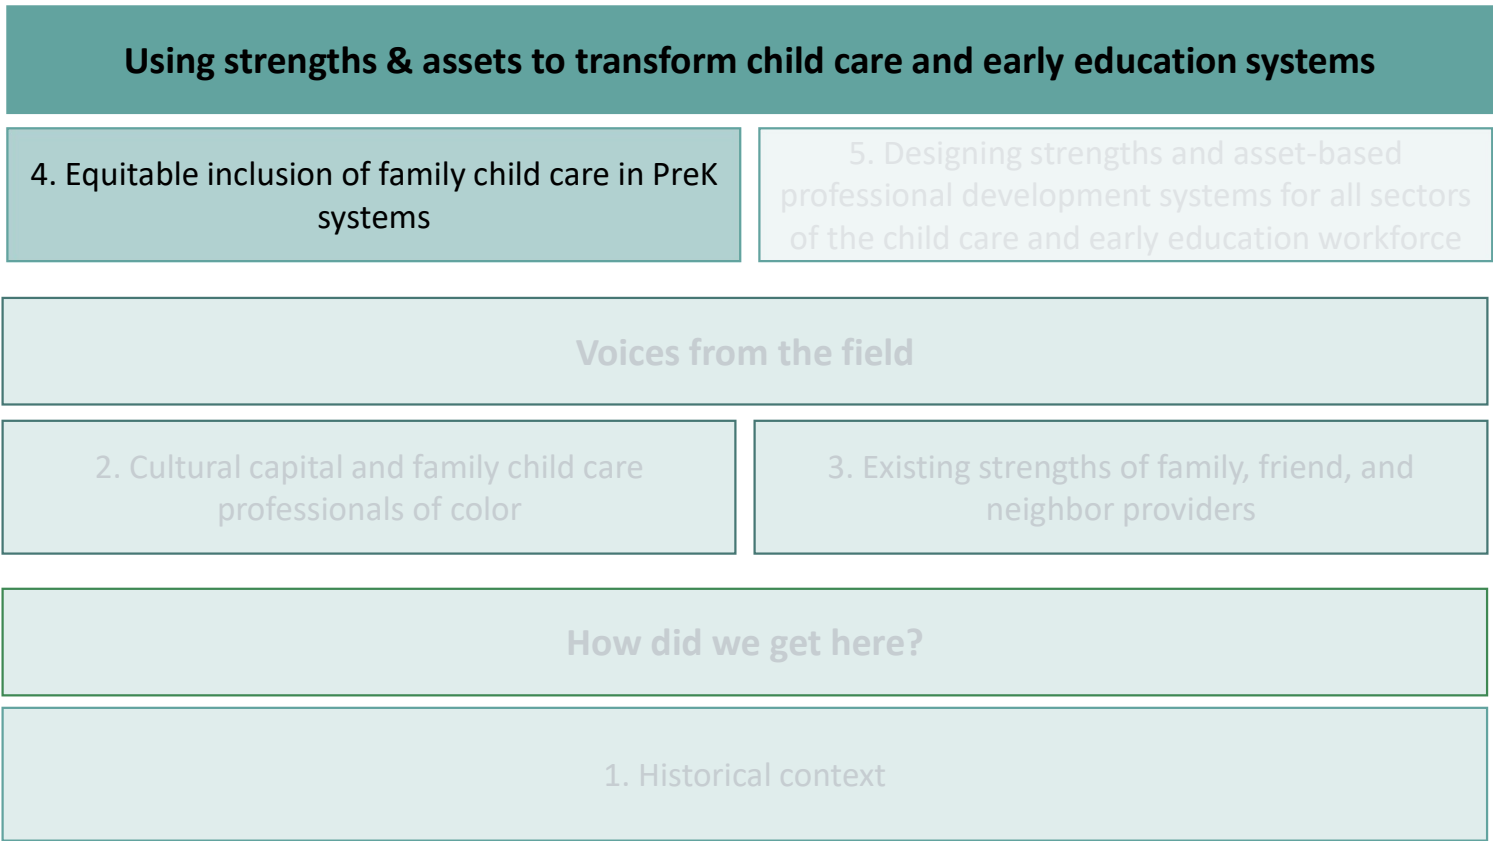 Using strengths & assets to transform child care and early education systems
4. Equitable inclusion of family child care in PreK
systems
5. Designing strengths and asset-based
professional development systems for all sectors
of the child care and early education workforce
Voices from the field
2. Cultural capital and family child care
professionals of color
3. Existing strengths of family, friend, and
neighbor providers
How did we get here?
1. Historical context